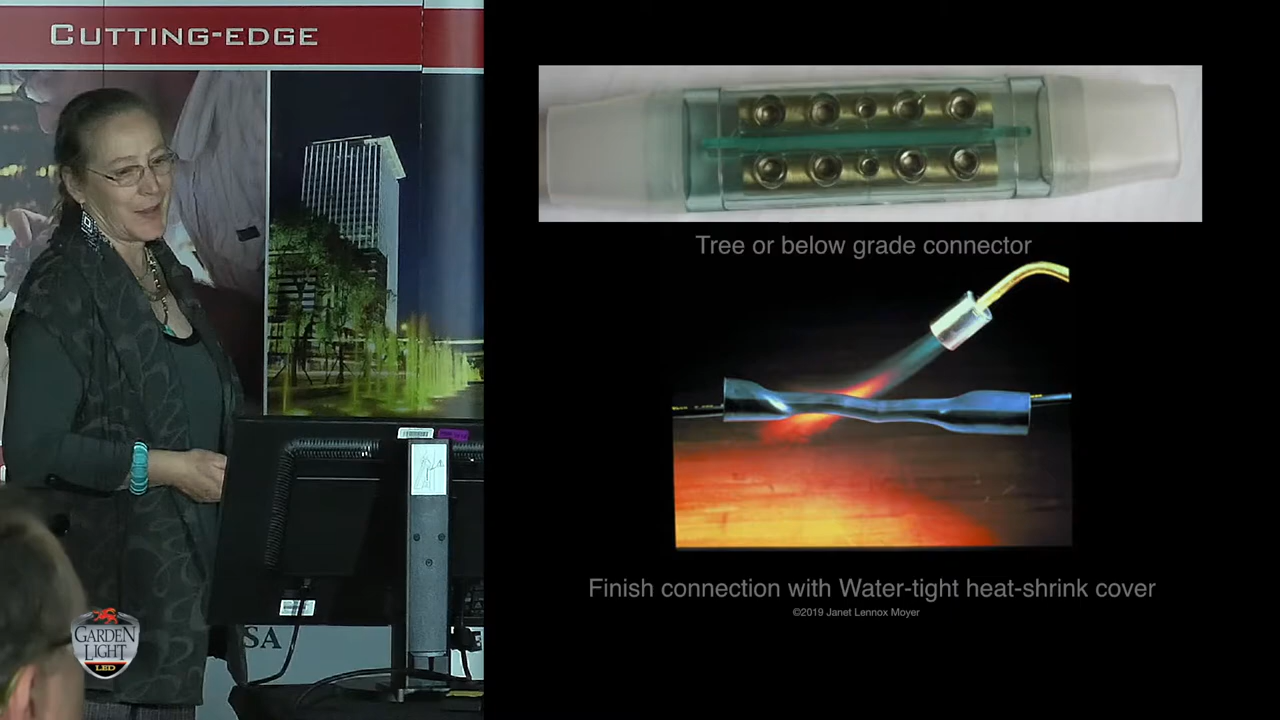 CUTTING-EDGE
Tree or below grade connector
Finish connection with Water-tight heat-shrink cover
©2019 Janet Lennox Moyer
SA
GARDEN
LIGHT
LED